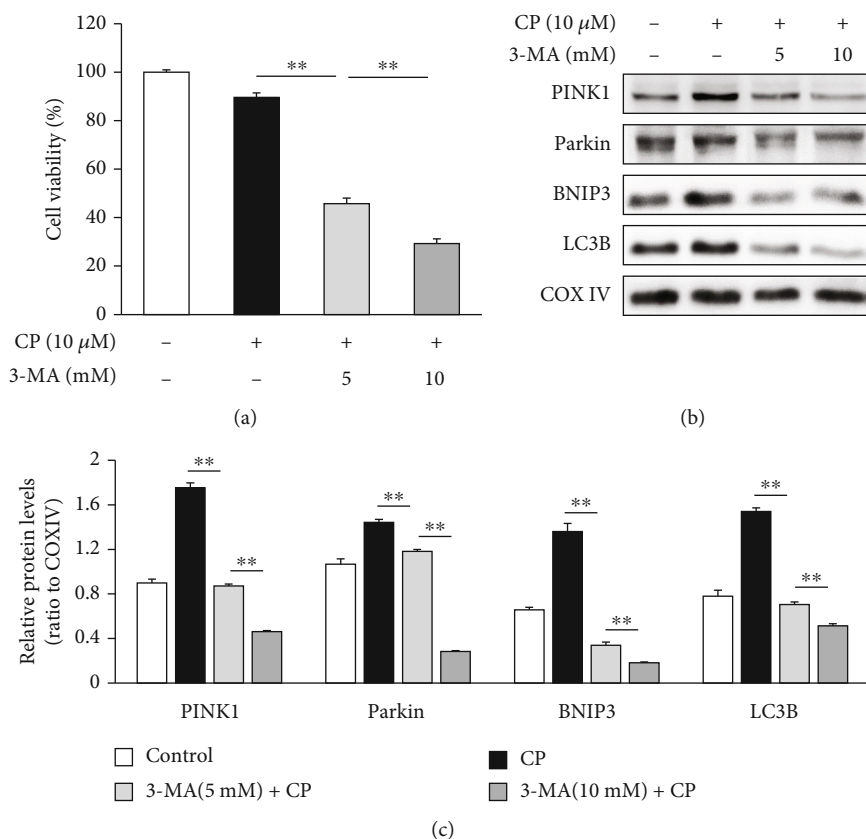 120
100
80
60
40
20
0
Cell viability (%)
** **
CP (10 μM) – + + +
3-MA (mM) – – 5 10
(a)
CP (10 μM) – + + +
3-MA (mM) – – 5 10
PINK1
Parkin
BNIP3
LC3B
COX IV
(b)
2
1.6
1.2
0.8
0.4
0
Relative protein levels
(ratio to COXIV)
** ** ** ** ** ** ** **
PINK1 Parkin BNIP3 LC3B
Control CP
3-MA(5 mM) + CP 3-MA(10 mM) + CP
(c)